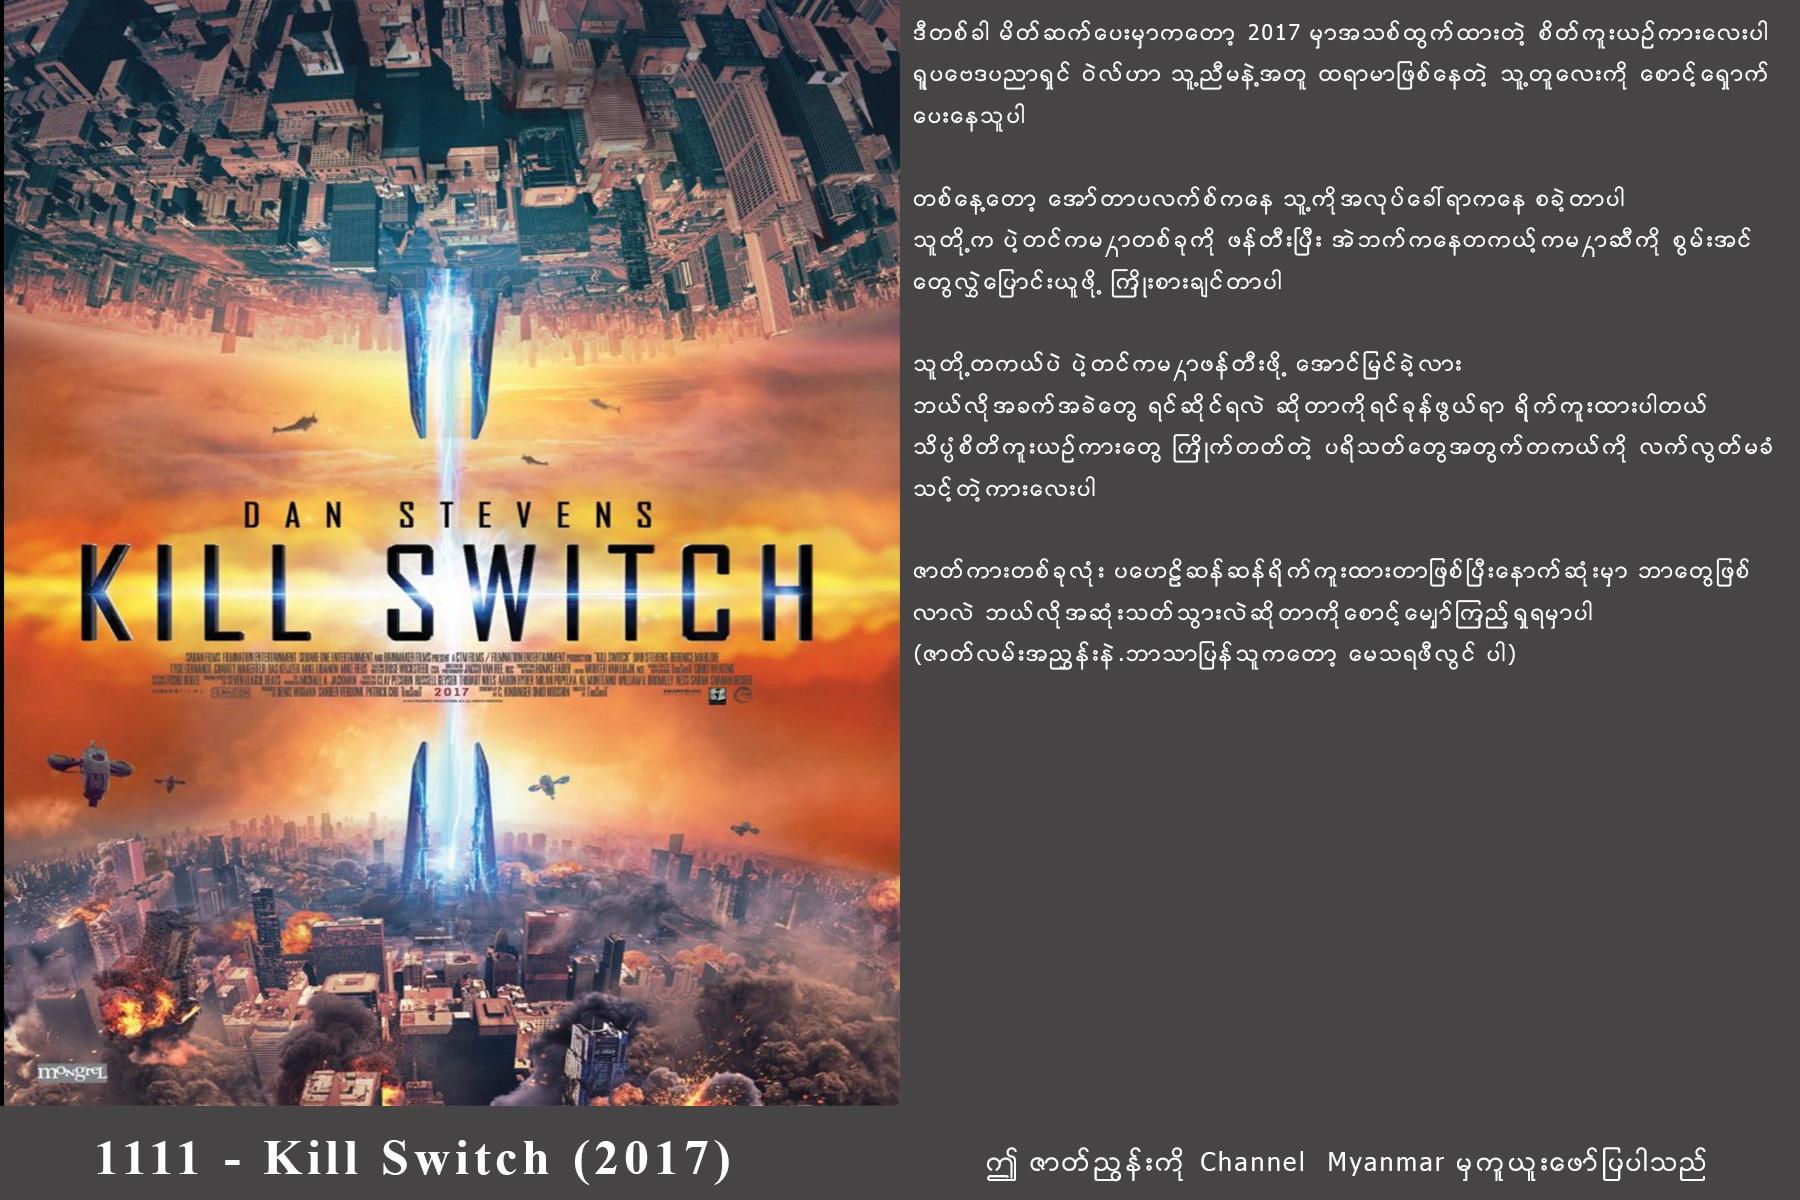 DAN STEVENS
KILL SWITCH
2017
mongrel
1111 - Kill Switch (2017)
ဒီတစ်ခါ မိတ်ဆက်ပေးမှာကတော့ 2017 မှာအသစ်ထွက်ထားတဲ့ စိတ်ကူးယဉ်ကားလေးပါ
ရူပဗေဒပညာရှင် ဝဲလ်ဟာ သူ့ညီမနဲ့အတူ ထရာမာဖြစ်နေတဲ့ သူ့တူလေးကို စောင့်ရှောက်
ပေးနေသူပါ
တစ်နေ့တော့ အော်တာပလက်စ်ကနေ သူ့ကိုအလုပ်ခေါ်ရာကနေ စခဲ့တာပါ
သူတို့က ပဲ့တင်ကမ္ဘာတစ်ခုကို ဖန်တီးပြီး အဲဘက်ကနေတကယ့်ကမ္ဘာဆီကို စွမ်းအင်
တွေလွှဲပြောင်းယူဖို့ ကြိုးစားချင်တာပါ
သူတို့တကယ်ပဲ ပဲ့တင်ကမ္ဘာဖန်တီးဖို့ အောင်မြင်ခဲ့လား
ဘယ်လိုအခက်အခဲတွေ ရင်ဆိုင်ရလဲ ဆိုတာကိုရင်ခုန်ဖွယ်ရာ ရိုက်ကူးထားပါတယ်
သိပ္ပံစိတ်ကူးယဉ်ကားတွေ ကြိုက်တတ်တဲ့ ပရိသတ်တွေအတွက်တကယ်ကို လက်လွတ်မခံ
သင့်တဲ့ကားလေးပါ
ဇာတ်ကားတစ်ခုလုံး ပဟေဠိဆန်ဆန်ရိုက်ကူးထားတာဖြစ်ပြီးနောက်ဆုံးမှာ ဘာတွေဖြစ်
လာလဲ ဘယ်လိုအဆုံးသတ်သွားလဲဆိုတာကိုစောင့်မျှော်ကြည့်ရှုရမှာပါ
(ဇာတ်လမ်းအညွှန်းနဲ့.ဘာသာပြန်သူကတော့ မေသရဖီလွင် ပါ)
ဤ ဇာတ်ညွှန်းကို Channel Myanmar မှကူယူးဖော်ပြပါသည်